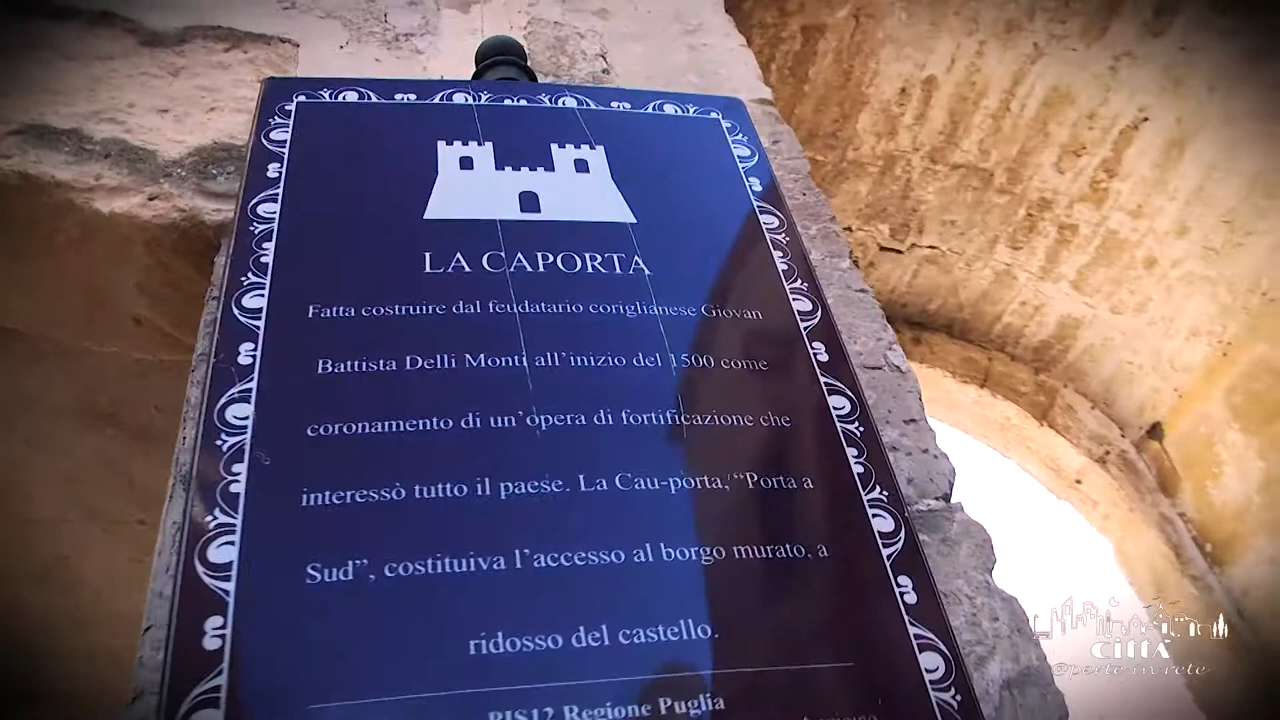 LA CAPORTA
Fatta costruire dal feudatario coriglianese Giovan
Battista Delli Monti all'inizio del 1500 come
coronamento di un'opera di fortificazione che
interessò tutto il paese. La Cau-porta, “Porta a
Sud”, costituiva l'accesso al borgo murato, a
ridosso del castello.
PIS12 Regione Puglia
CITTÀ
@perte in rete